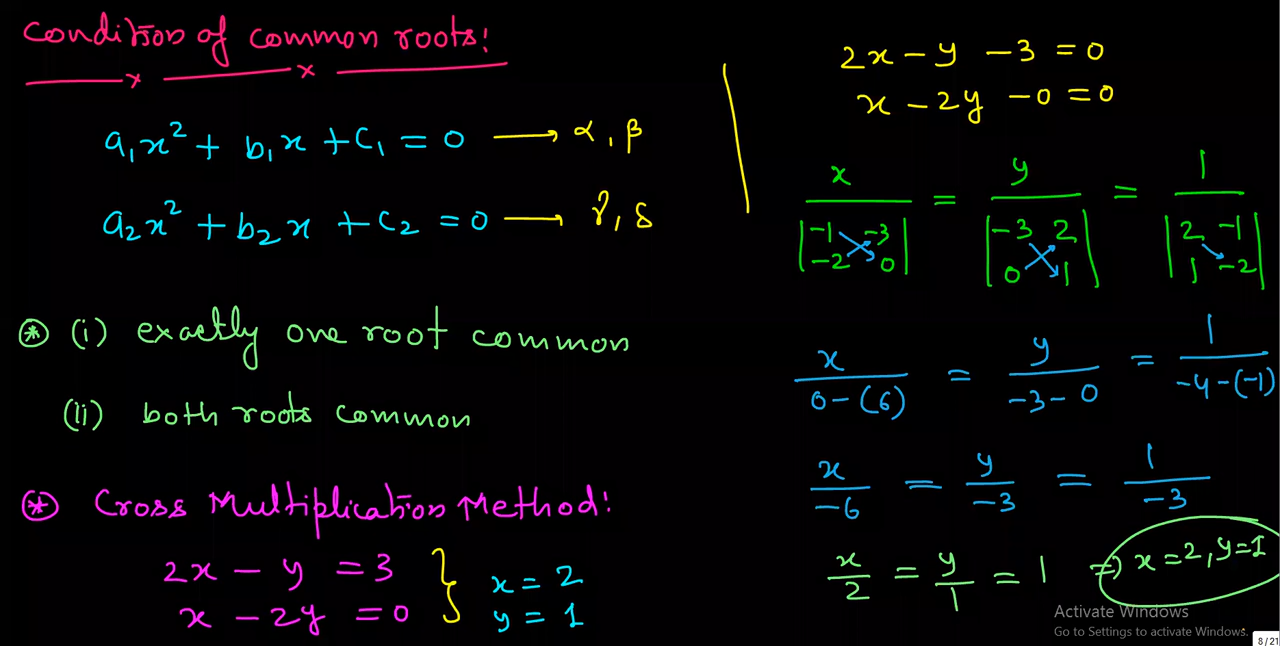 Condition of common roots:
a₁x² + b₁x + c₁ = 0 → α, β
a₂x² + b₂x + c₂ = 0 → γ, δ
⊛ (i) exactly one root common
(ii) both roots common
⊛ Cross Multiplication Method:
2x - y = 3 } x = 2
x - 2y = 0 } y = 1
2x - y - 3 = 0
x - 2y - 0 = 0
x / |-1 -3| = y / |-3 2| = 1 / |2 -1|
|-2 0| |0 1| |1 -2|
x / 0-(6) = y / -3-0 = 1 / -4-(-1)
x / -6 = y / -3 = 1 / -3
x / 2 = y / 1 = 1 ⇒ x = 2, y = 1
Activate Windows
Go to Settings to activate Windows.
8/21